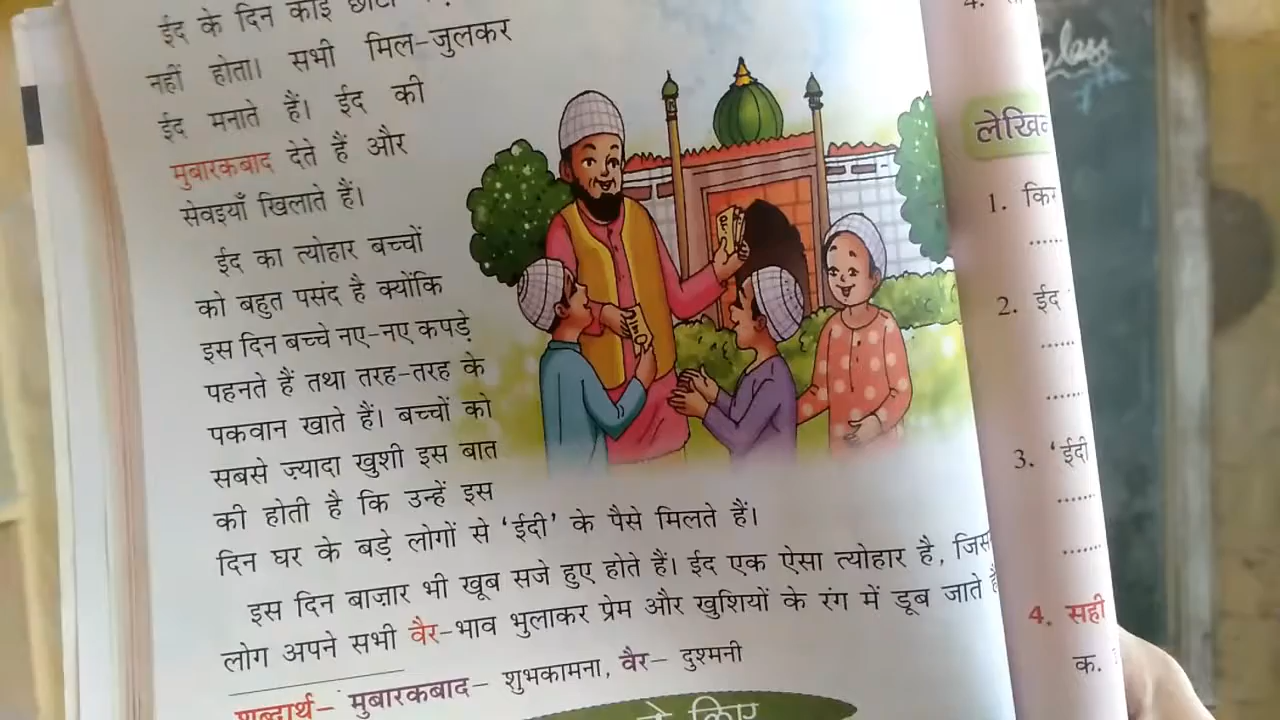 ईद के दिन कोई छोटा
नहीं होता। सभी मिल-जुलकर
ईद मनाते हैं। ईद की
मुबारकबाद देते हैं और
सेवइयाँ खिलाते हैं।
ईद का त्योहार बच्चों
को बहुत पसंद है क्योंकि
इस दिन बच्चे नए-नए कपड़े
पहनते हैं तथा तरह-तरह के
पकवान खाते हैं। बच्चों को
सबसे ज़्यादा खुशी इस बात
की होती है कि उन्हें इस
दिन घर के बड़े लोगों से ‘ईदी’ के पैसे मिलते हैं।
इस दिन बाज़ार भी खूब सजे हुए होते हैं। ईद एक ऐसा त्योहार है, जिस
लोग अपने सभी वैर-भाव भुलाकर प्रेम और खुशियों के रंग में डूब जाते हैं
शब्दार्थ– मुबारकबाद– शुभकामना, वैर– दुश्मनी
के लिए
4.
class
1.
......
2. ईद
......
......
3. ‘ईदी
......
......
4. सही
क.